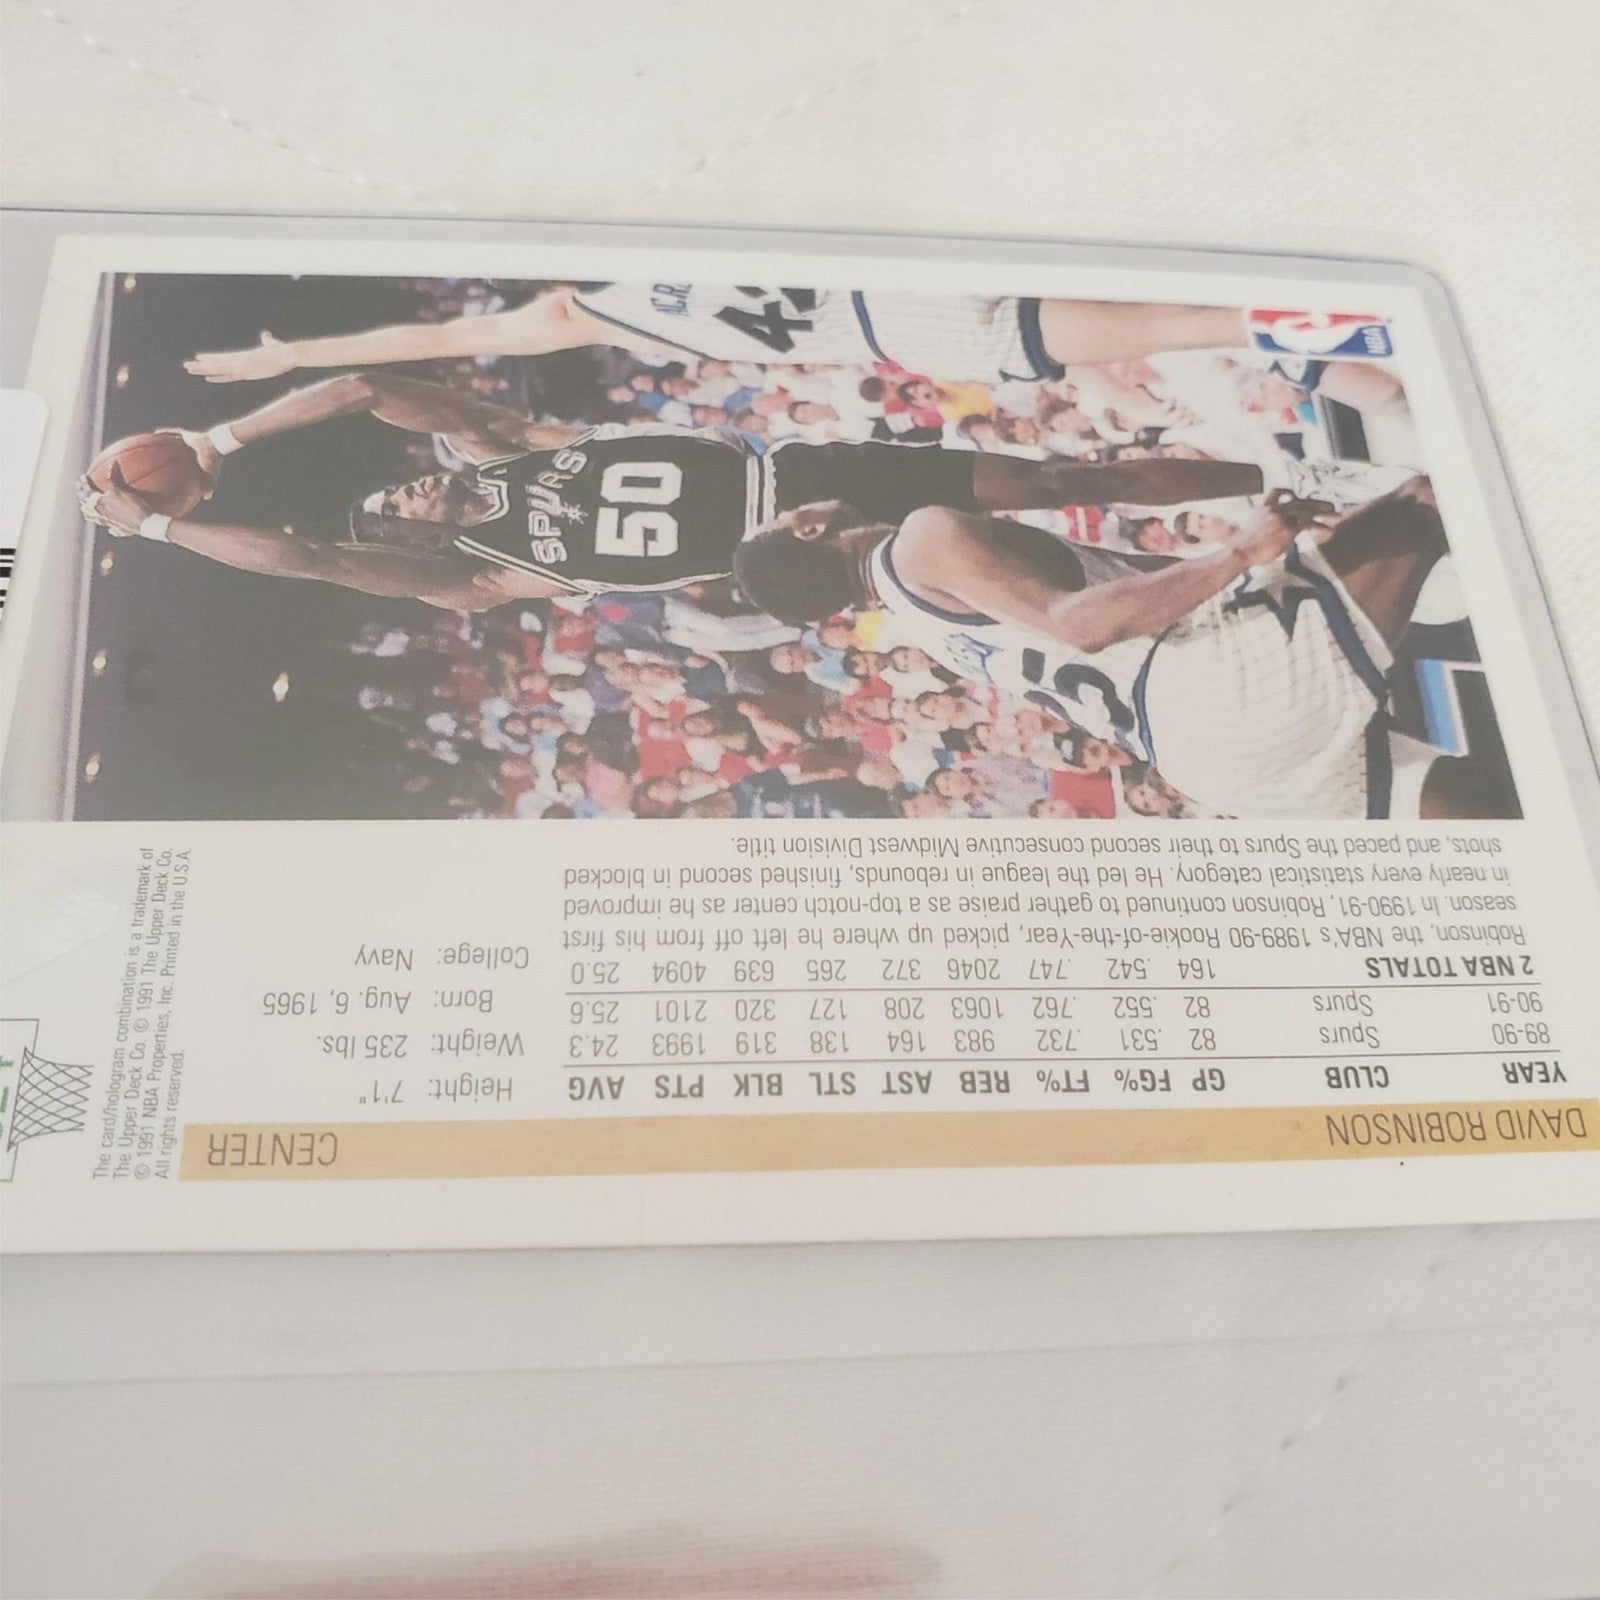 DAVID ROBINSON CENTER
YEAR CLUB GP FG% FT% REB AST STL BLK PTS AVG
89-90 Spurs 82 .531 .732 983 164 138 319 1993 24.3
90-91 Spurs 82 .552 .762 1063 208 127 320 2101 25.6
2 NBA TOTALS 164 .542 .747 2046 372 265 639 4094 25.0
Height: 7'1"
Weight: 235 lbs.
Born: Aug. 6, 1965
College: Navy
Robinson, the NBA's 1989-90 Rookie-of-the-Year, picked up where he left off from his first
season. In 1990-91, Robinson continued to gather praise as a top-notch center as he improved
in nearly every statistical category. He led the league in rebounds, finished second in blocked
shots, and paced the Spurs to their second consecutive Midwest Division title.
The card/hologram combination is a trademark of
The Upper Deck Co. © 1991 The Upper Deck Co.
© 1991 NBA Properties, Inc. Printed in the U.S.A.
All rights reserved.
SPURS
50
NBA